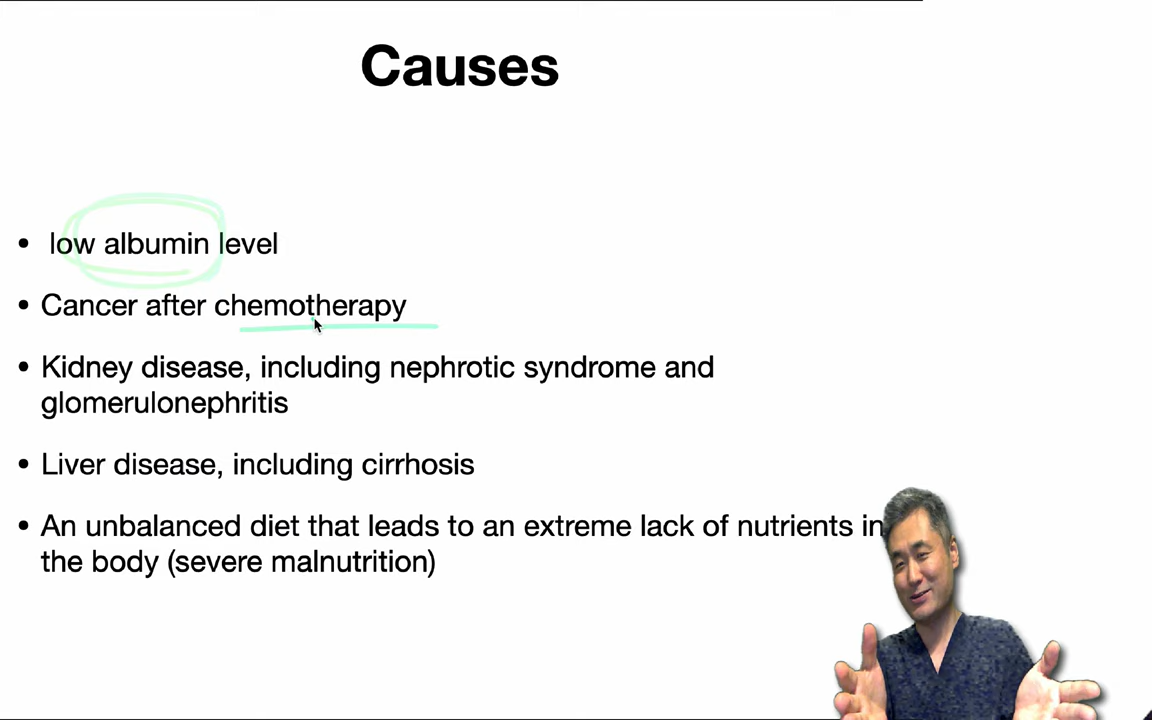 Causes
• low albumin level
• Cancer after chemotherapy
• Kidney disease, including nephrotic syndrome and
glomerulonephritis
• Liver disease, including cirrhosis
• An unbalanced diet that leads to an extreme lack of nutrients in
the body (severe malnutrition)